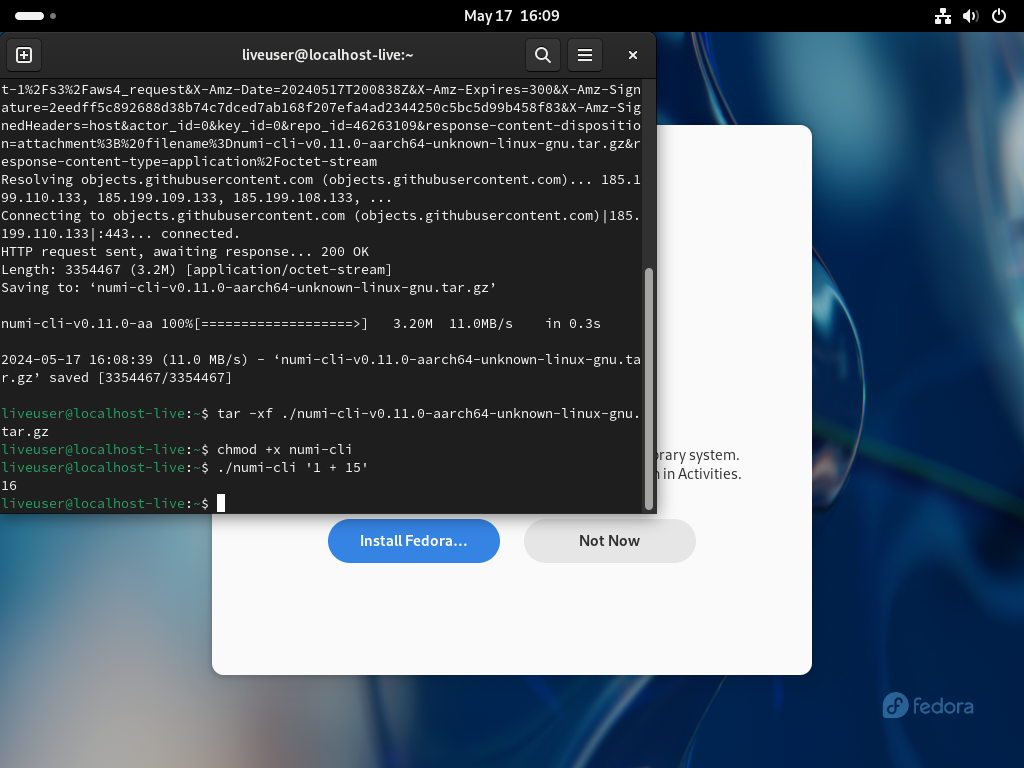 May 17 16:09
liveuser@localhost-live:~
t-1%2Fs3%2Faws4_request&X-Amz-Date=20240517T200838Z&X-Amz-Expires=300&X-Amz-Sign
ature=2eedff5c892688d38b74c7dced7ab168f207efa4ad2344250c5bc5d99b458f83&X-Amz-Sig
nedHeaders=host&actor_id=0&key_id=0&repo_id=46263109&response-content-dispositio
n=attachment%3B%20filename%3Dnumi-cli-v0.11.0-aarch64-unknown-linux-gnu.tar.gz&r
esponse-content-type=application%2Foctet-stream
Resolving objects.githubusercontent.com (objects.githubusercontent.com)... 185.1
99.110.133, 185.199.109.133, 185.199.108.133, ...
Connecting to objects.githubusercontent.com (objects.githubusercontent.com)|185.
199.110.133|:443... connected.
HTTP request sent, awaiting response... 200 OK
Length: 3354467 (3.2M) [application/octet-stream]
Saving to: ‘numi-cli-v0.11.0-aarch64-unknown-linux-gnu.tar.gz’
numi-cli-v0.11.0-aa 100%[===================>]   3.20M  11.0MB/s    in 0.3s
2024-05-17 16:08:39 (11.0 MB/s) - ‘numi-cli-v0.11.0-aarch64-unknown-linux-gnu.ta
r.gz’ saved [3354467/3354467]
liveuser@localhost-live:~$ tar -xf ./numi-cli-v0.11.0-aarch64-unknown-linux-gnu.
tar.gz
liveuser@localhost-live:~$ chmod +x numi-cli
liveuser@localhost-live:~$ ./numi-cli '1 + 15'
16
liveuser@localhost-live:~$
system.
in Activities.
Install Fedora...
Not Now
fedora